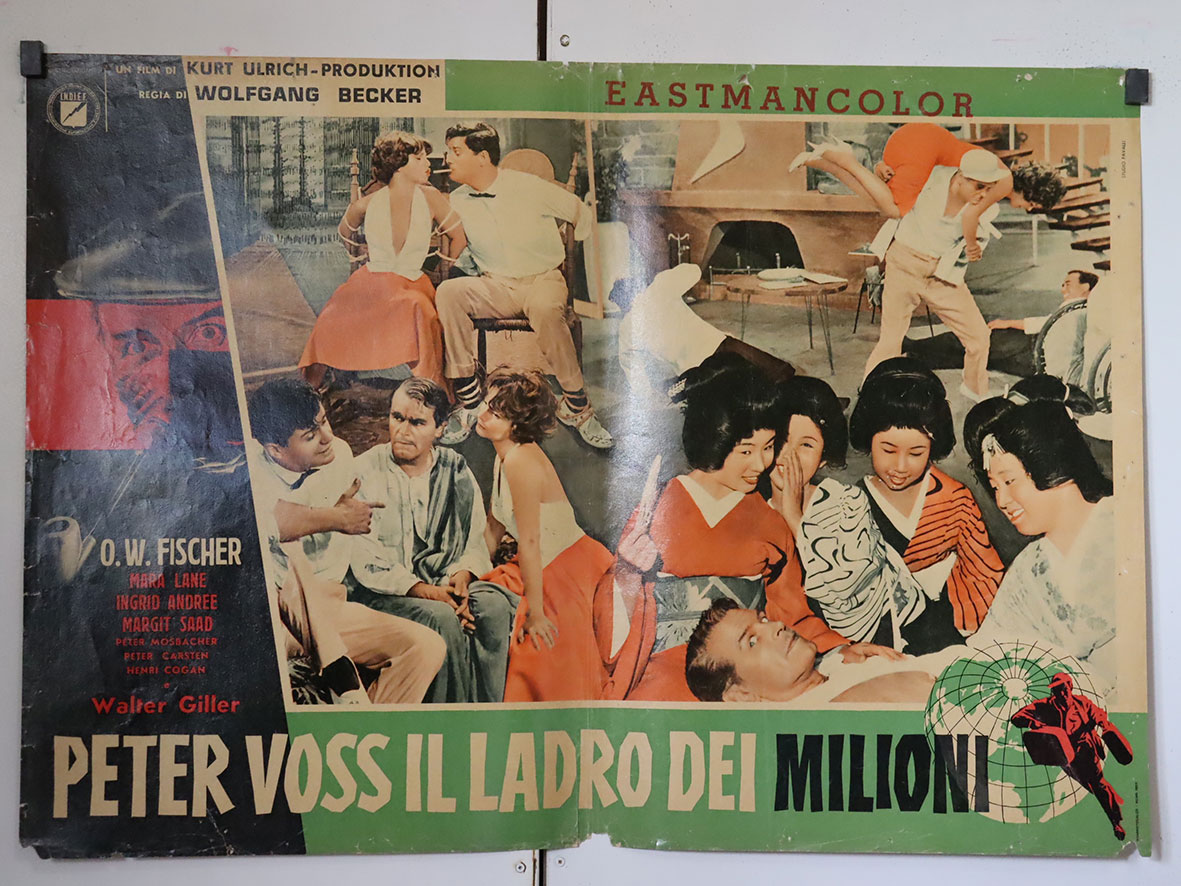 INDIEF
UN FILM DI KURT ULRICH-PRODUKTION
REGIA DI WOLFGANG BECKER
EASTMANCOLOR
O. W. FISCHER
MARA LANE
INGRID ANDREE
MARGIT SAAD
PETER MOSBACHER
PETER CARSTEN
HENRI COGAN
e
Walter Giller
PETER VOSS IL LADRO DEI MILIONI